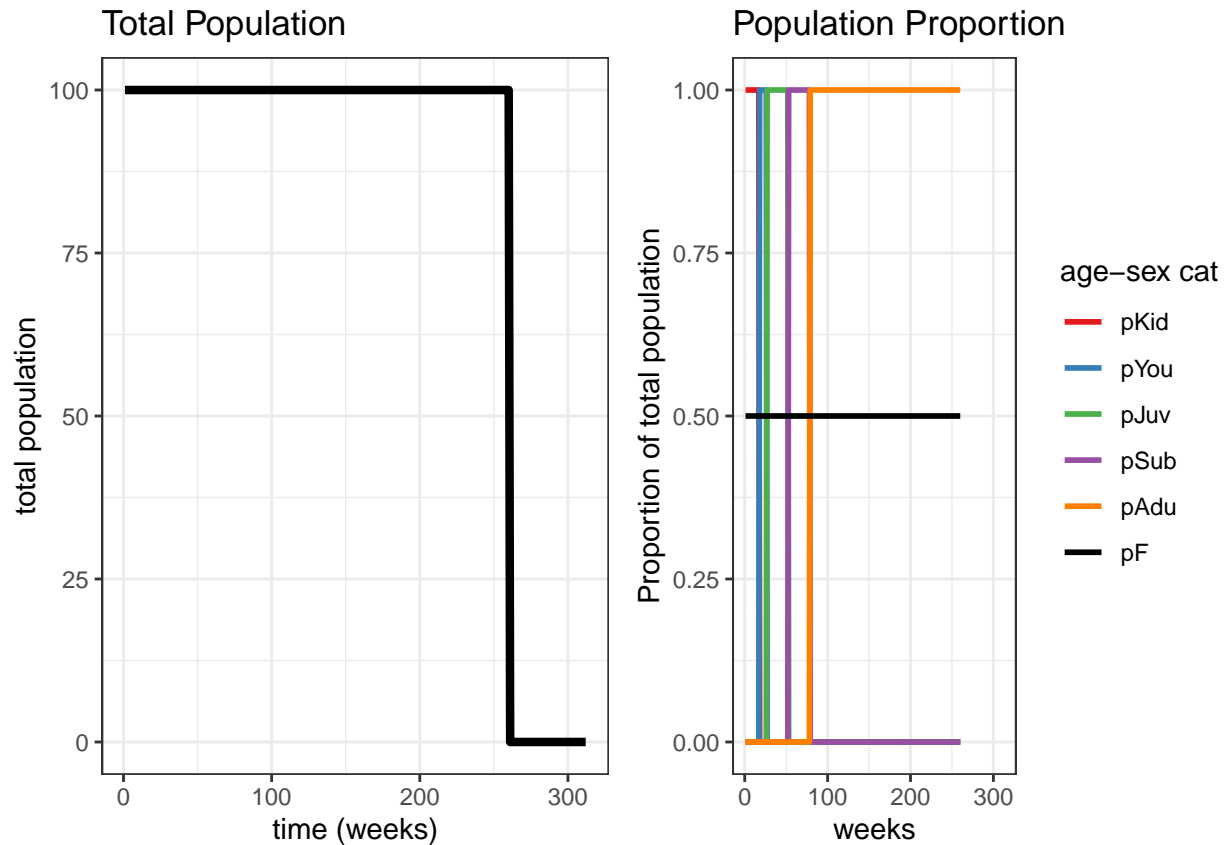 Total Population
total population
100
75
50
25
0
0 100 200 300
time (weeks)
Population Proportion
Proportion of total population
1.00
0.75
0.50
0.25
0.00
0 100 200 300
weeks
age−sex cat
pKid
pYou
pJuv
pSub
pAdu
pF